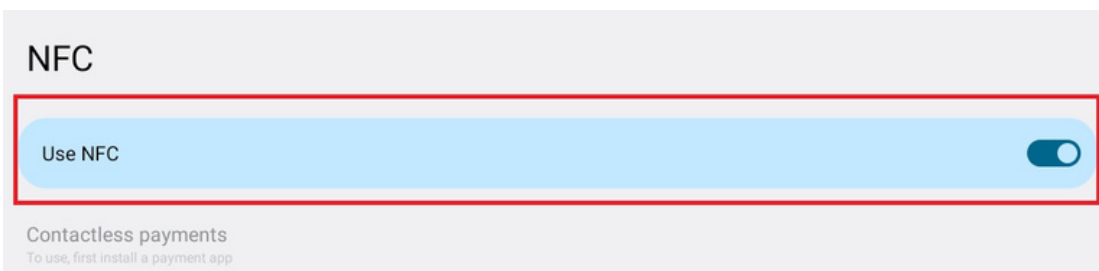 NFC
Use NFC
Contactless payments
To use, first install a payment app